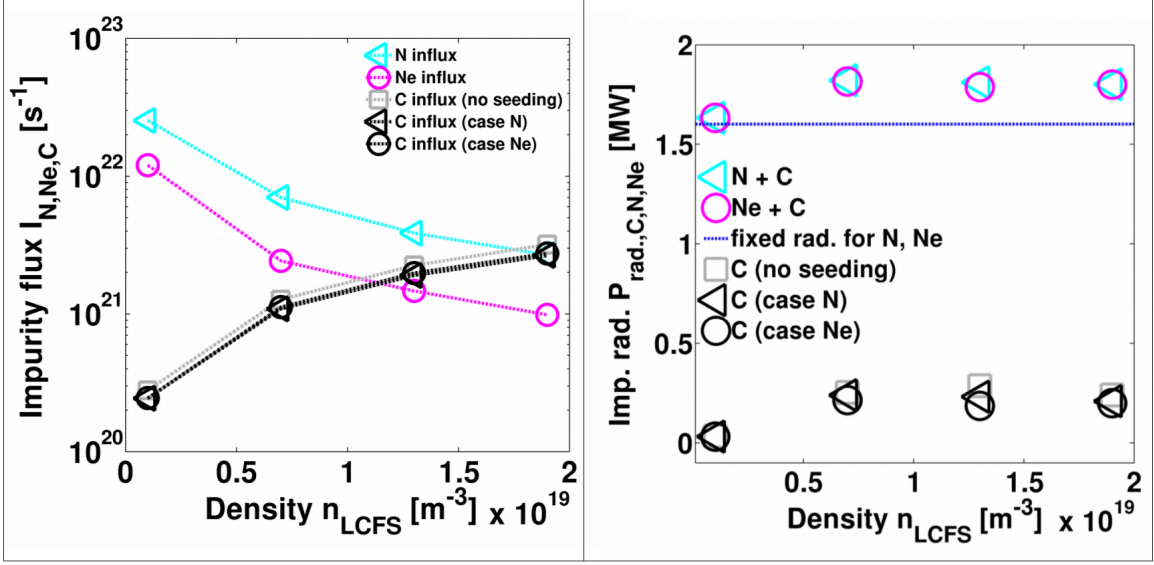 10^23
10^22
10^21
10^20
Impurity flux I_N,Ne,C [s^-1]
N influx
Ne influx
C influx (no seeding)
C influx (case N)
C influx (case Ne)
0 0.5 1 1.5 2
Density n_LCFS [m^-3] x 10^19
2
1.5
1
0.5
0
Imp. rad. P_rad.,C,N,Ne [MW]
N + C
Ne + C
fixed rad. for N, Ne
C (no seeding)
C (case N)
C (case Ne)
0.5 1 1.5 2
Density n_LCFS [m^-3] x 10^19